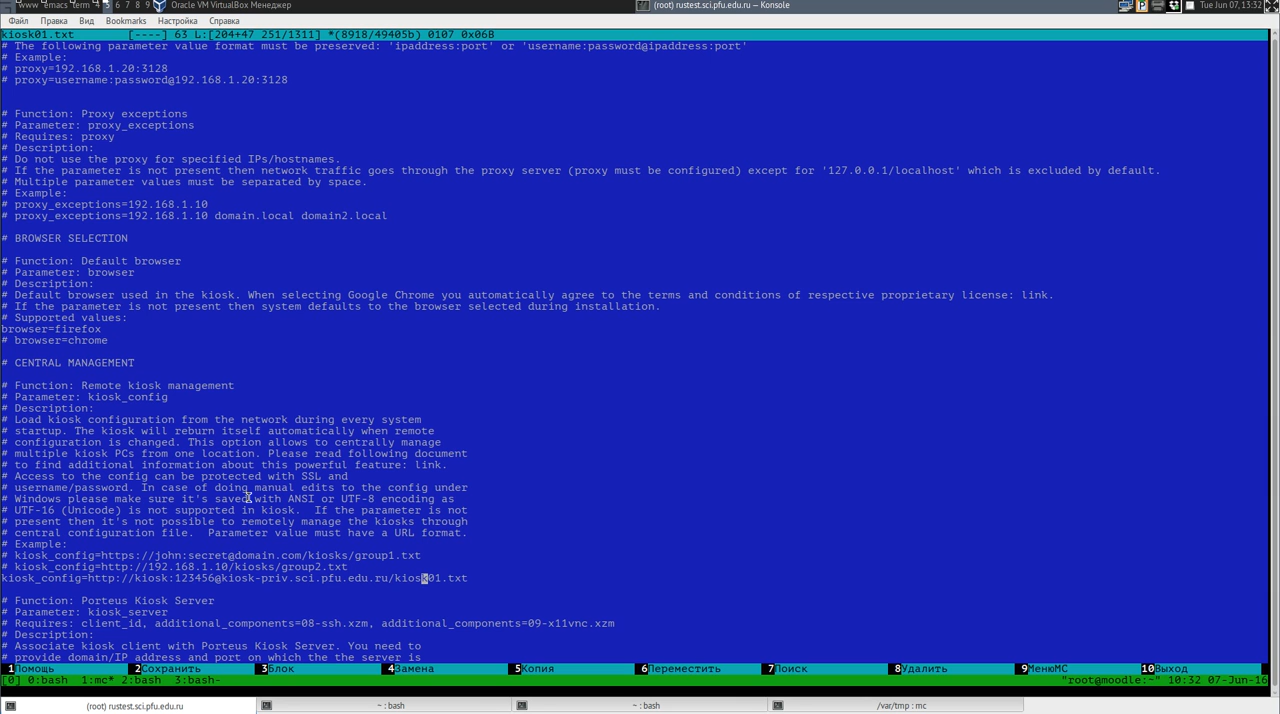 www emacs Term 4 5 6 7 8 9 Oracle VM VirtualBox Менеджер (root) rustest.sci.pfu.edu.ru — Konsole Tue Jun 07, 13:32
Файл Правка Вид Bookmarks Настройка Справка
kiosk01.txt [----] 63 L:[204+47 251/1311] *(8918/49405b) 0107 0x06B
# The following parameter value format must be preserved: 'ipaddress:port' or 'username:password@ipaddress:port'
# Example:
# proxy=192.168.1.20:3128
# proxy=username:password@192.168.1.20:3128
# Function: Proxy exceptions
# Parameter: proxy_exceptions
# Requires: proxy
# Description:
# Do not use the proxy for specified IPs/hostnames.
# If the parameter is not present then network traffic goes through the proxy server (proxy must be configured) except for '127.0.0.1/localhost' which is excluded by default.
# Multiple parameter values must be separated by space.
# Example:
# proxy_exceptions=192.168.1.10
# proxy_exceptions=192.168.1.10 domain.local domain2.local
# BROWSER SELECTION
# Function: Default browser
# Parameter: browser
# Description:
# Default browser used in the kiosk. When selecting Google Chrome you automatically agree to the terms and conditions of respective proprietary license: link.
# If the parameter is not present then system defaults to the browser selected during installation.
# Supported values:
browser=firefox
# browser=chrome
# CENTRAL MANAGEMENT
# Function: Remote kiosk management
# Parameter: kiosk_config
# Description:
# Load kiosk configuration from the network during every system
# startup. The kiosk will reburn itself automatically when remote
# configuration is changed. This option allows to centrally manage
# multiple kiosk PCs from one location. Please read following document
# to find additional information about this powerful feature: link.
# Access to the config can be protected with SSL and
# username/password. In case of doing manual edits to the config under
# Windows please make sure it's saved with ANSI or UTF-8 encoding as
# UTF-16 (Unicode) is not supported in kiosk.  If the parameter is not
# present then it's not possible to remotely manage the kiosks through
# central configuration file.  Parameter value must have a URL format.
# Example:
# kiosk_config=https://john:secret@domain.com/kiosks/group1.txt
# kiosk_config=http://192.168.1.10/kiosks/group2.txt
kiosk_config=http://kiosk:123456@kiosk-priv.sci.pfu.edu.ru/kiosk01.txt
# Function: Porteus Kiosk Server
# Parameter: kiosk_server
# Requires: client_id, additional_components=08-ssh.xzm, additional_components=09-x11vnc.xzm
# Description:
# Associate kiosk client with Porteus Kiosk Server. You need to
# provide domain/IP address and port on which the the server is
1Помощь 2Сохранить 3Блок 4Замена 5Копия 6Переместить 7Поиск 8Удалить 9МенюMC 10Выход
[0] 0:bash 1:mc* 2:bash 3:bash- "root@moodle:~" 10:32 07-Jun-16
(root) rustest.sci.pfu.edu.ru ~ : bash ~ : bash /var/tmp : mc